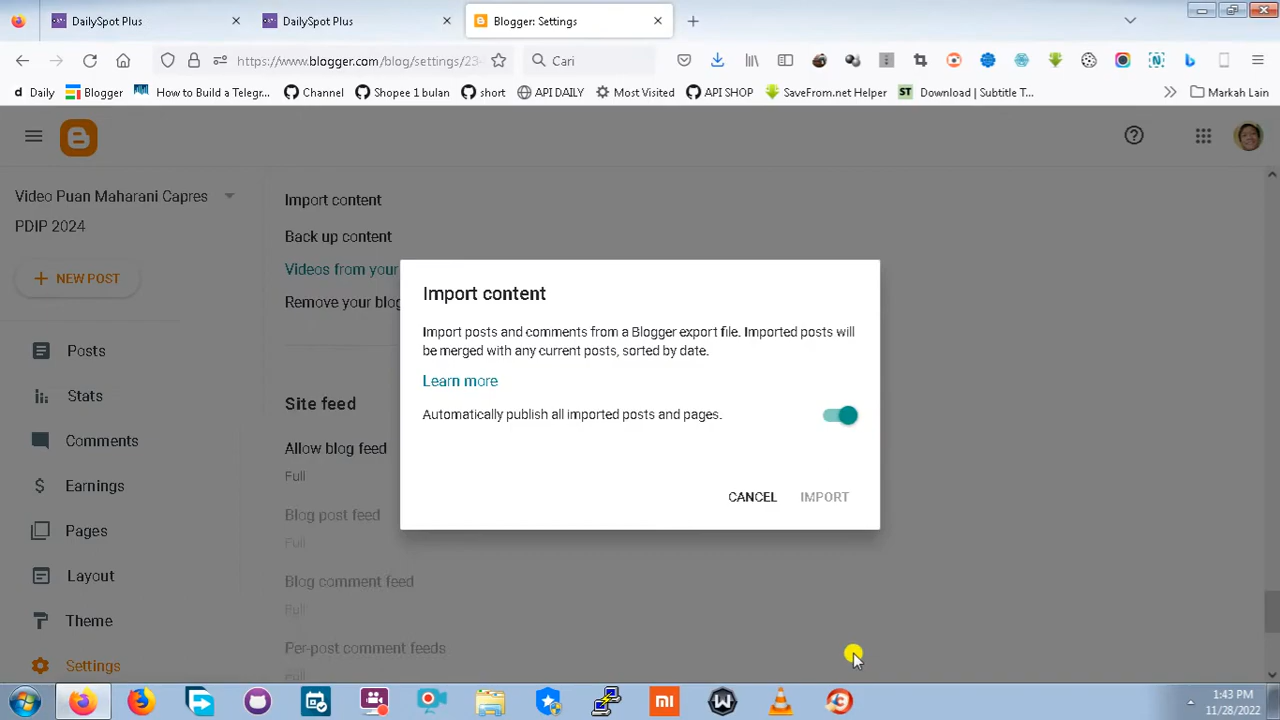 DailySpot Plus
DailySpot Plus
Blogger: Settings
https://www.blogger.com/blog/settings/23-
Cari
Daily
Blogger
How to Build a Telegr...
Channel
Shopee 1 bulan
short
API DAILY
Most Visited
API SHOP
SaveFrom.net Helper
ST
Download | Subtitle T...
Markah Lain
Video Puan Maharani Capres
PDIP 2024
NEW POST
Posts
Stats
Comments
Earnings
Pages
Layout
Theme
Settings
Import content
Back up content
Videos from your
Remove your blog
Site feed
Allow blog feed
Full
Blog post feed
Full
Blog comment feed
Full
Per-post comment feeds
Full
Import content
Import posts and comments from a Blogger export file. Imported posts will
be merged with any current posts, sorted by date.
Learn more
Automatically publish all imported posts and pages.
CANCEL
IMPORT
1:43 PM
11/28/2022